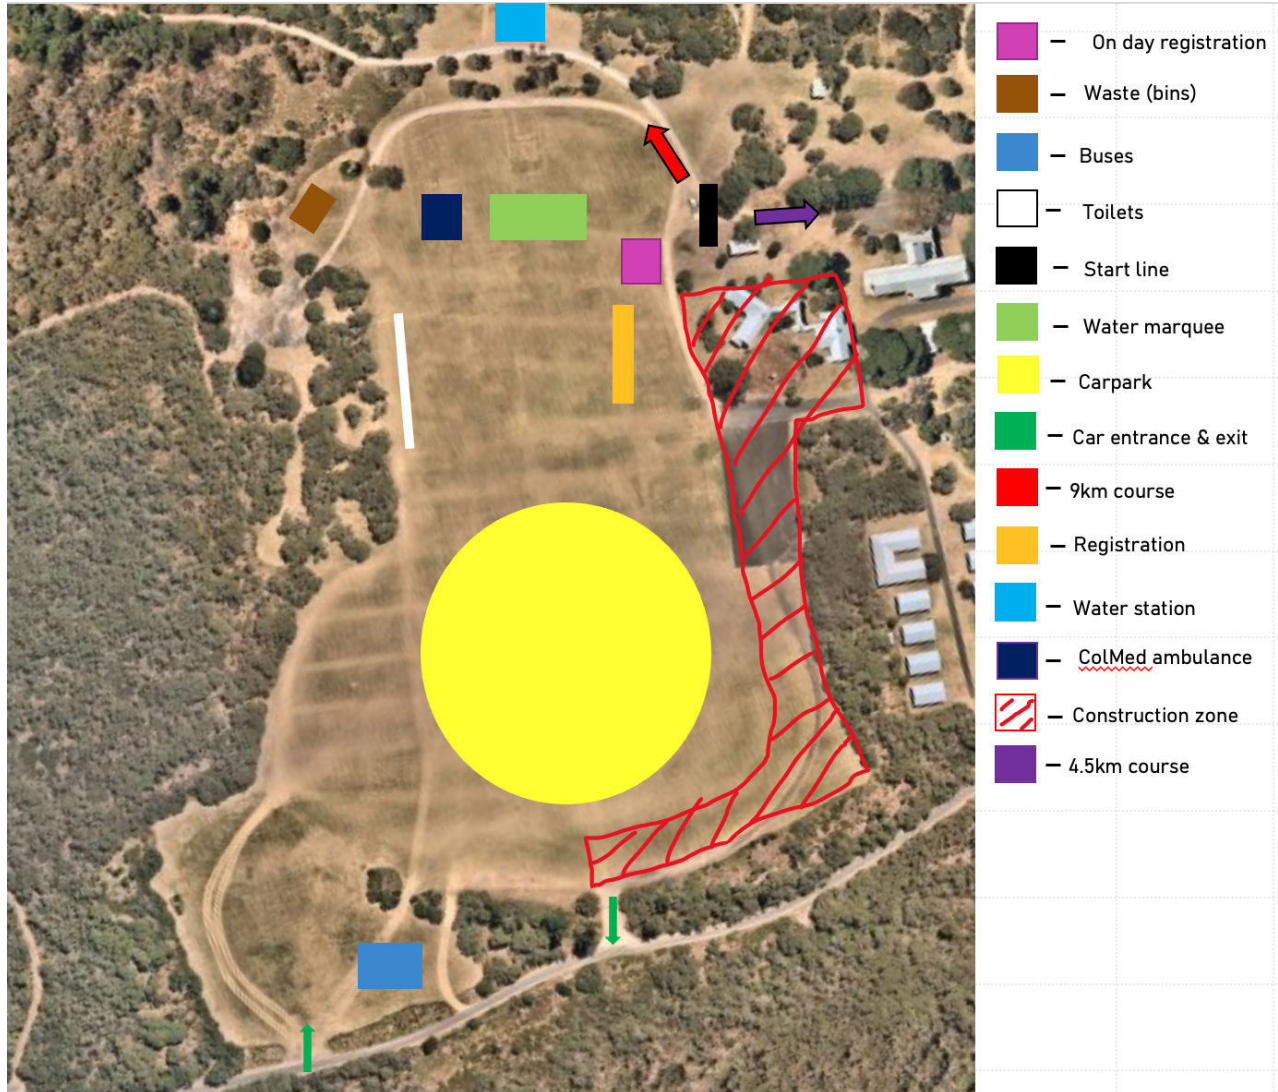 — On day registration
— Waste (bins)
— Buses
— Toilets
— Start line
— Water marquee
— Carpark
— Car entrance & exit
— 9km course
— Registration
— Water station
— ColMed ambulance
— Construction zone
— 4.5km course